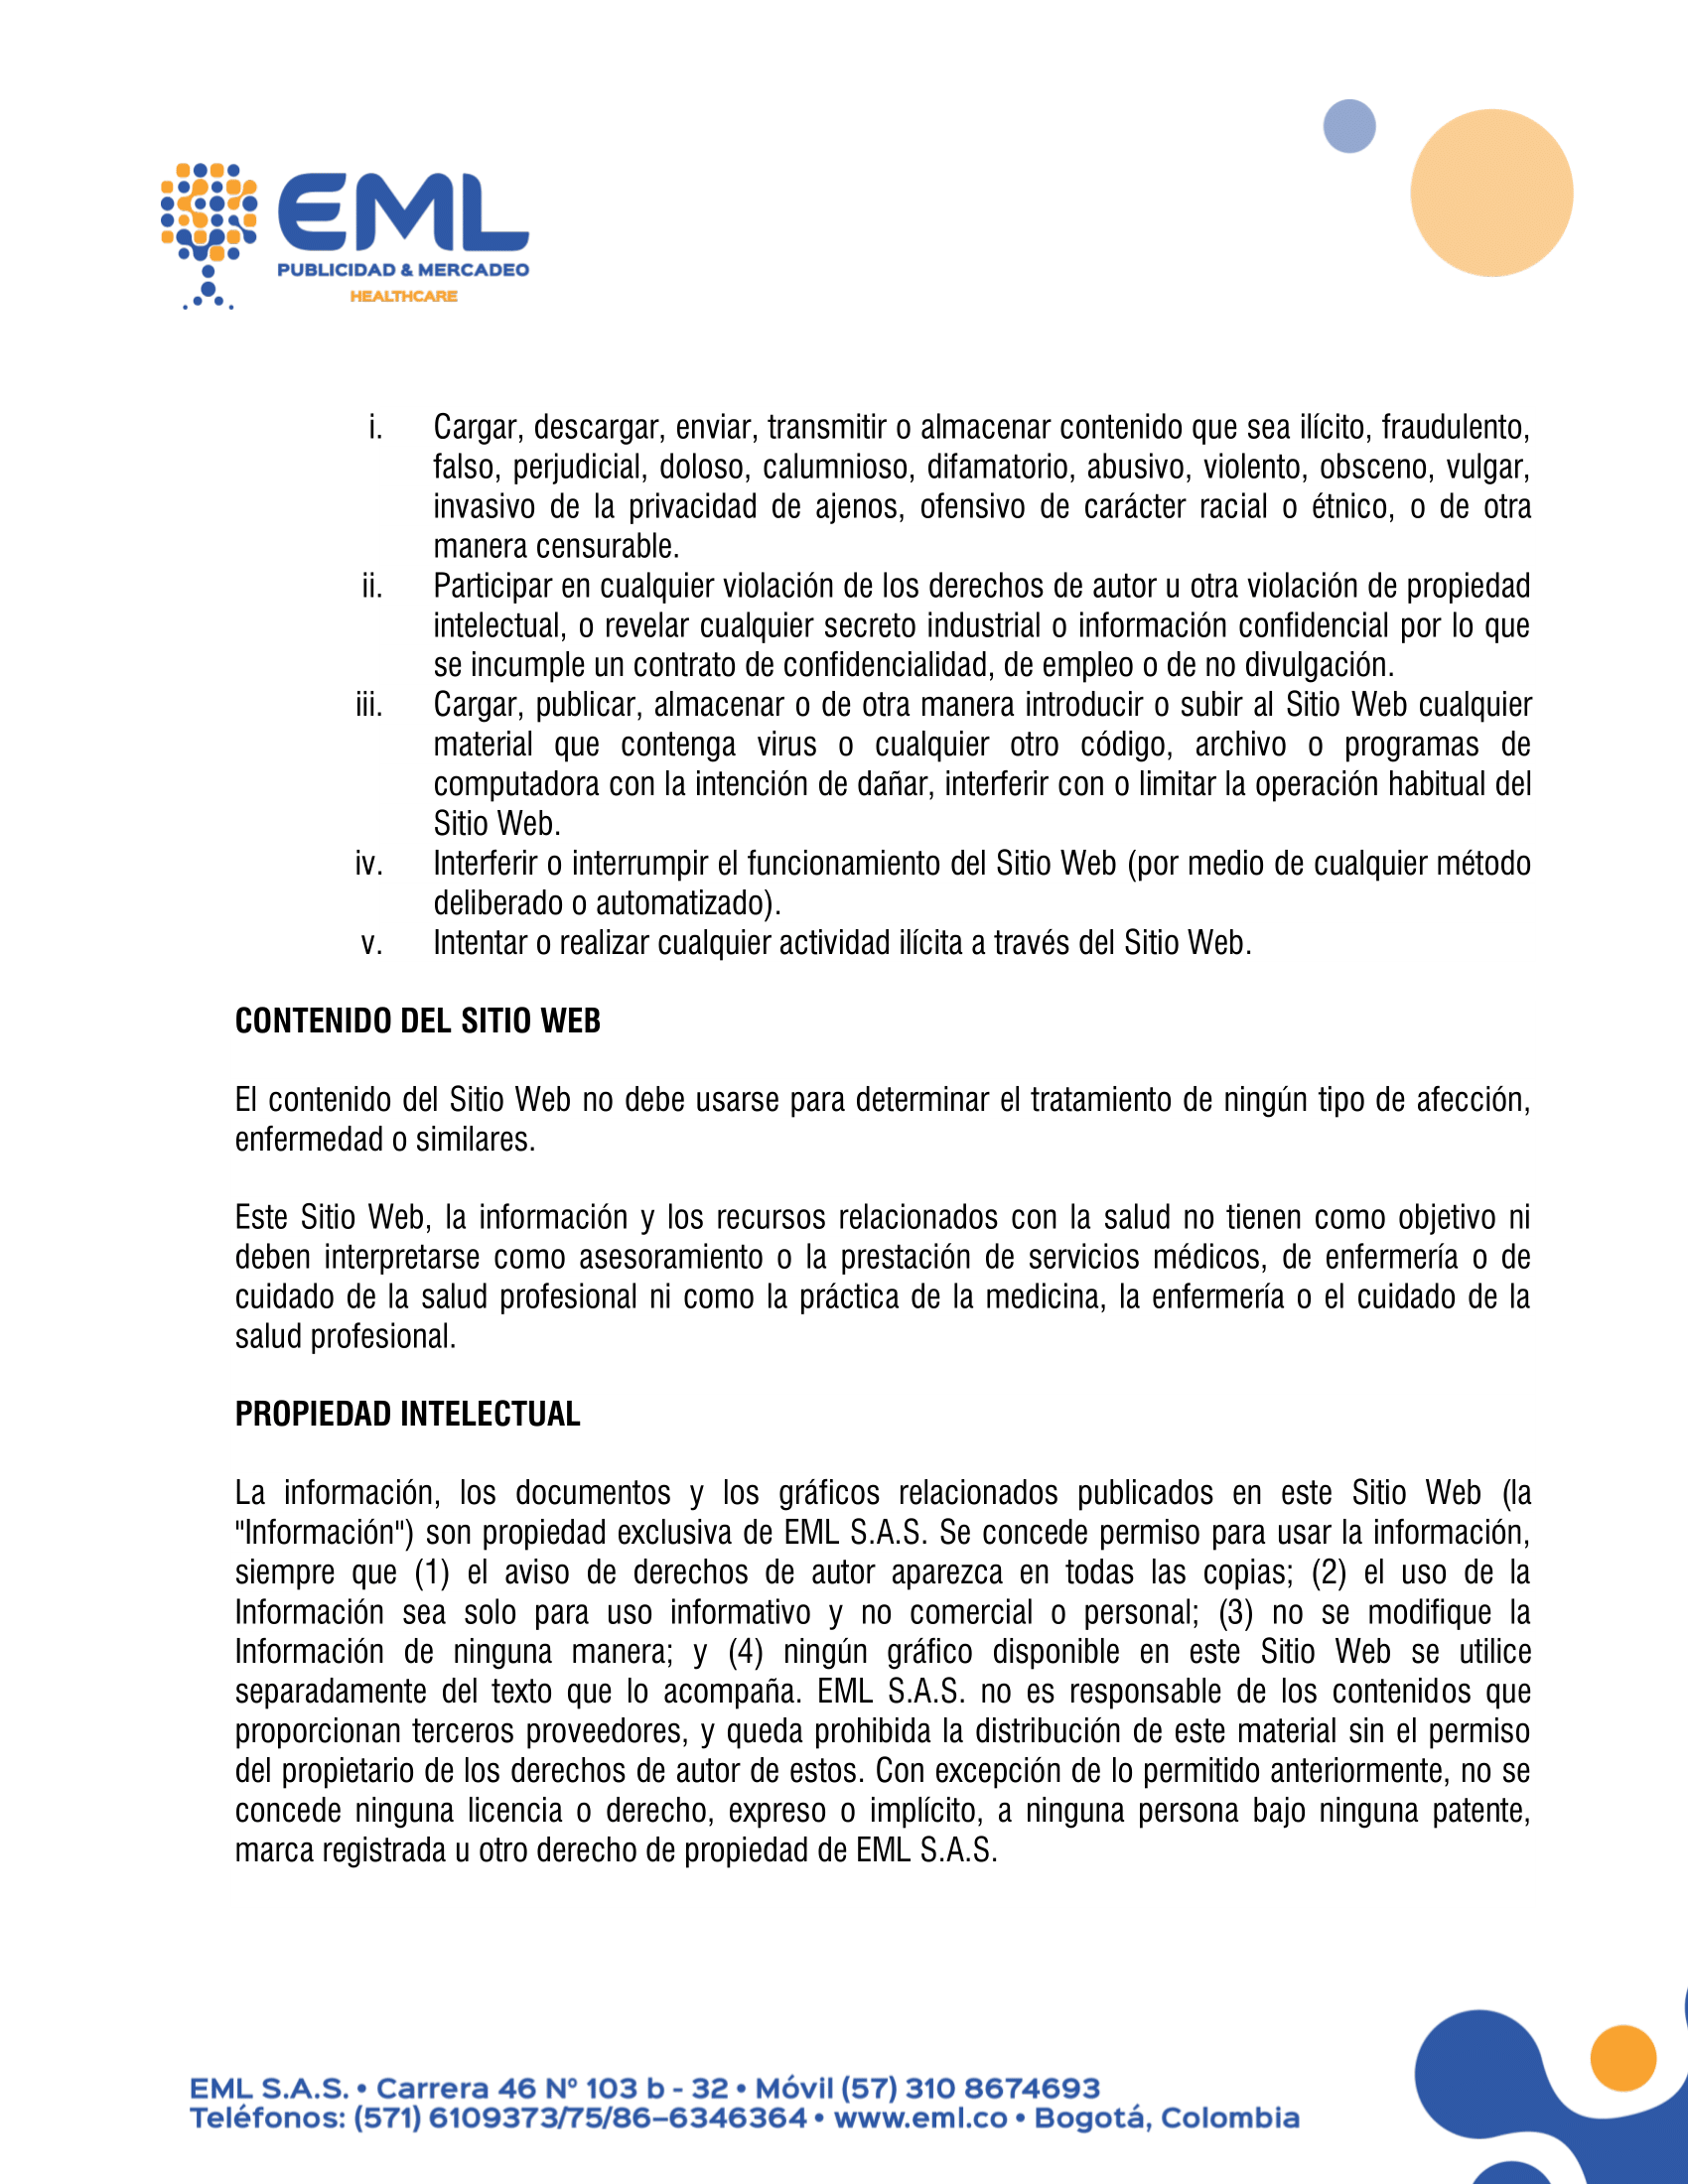 EML
PUBLICIDAD & MERCADEO
HEALTHCARE
i. Cargar, descargar, enviar, transmitir o almacenar contenido que sea ilícito, fraudulento,
falso, perjudicial, doloso, calumnioso, difamatorio, abusivo, violento, obsceno, vulgar,
invasivo de la privacidad de ajenos, ofensivo de carácter racial o étnico, o de otra
manera censurable.
ii. Participar en cualquier violación de los derechos de autor u otra violación de propiedad
intelectual, o revelar cualquier secreto industrial o información confidencial por lo que
se incumple un contrato de confidencialidad, de empleo o de no divulgación.
iii. Cargar, publicar, almacenar o de otra manera introducir o subir al Sitio Web cualquier
material que contenga virus o cualquier otro código, archivo o programas de
computadora con la intención de dañar, interferir con o limitar la operación habitual del
Sitio Web.
iv. Interferir o interrumpir el funcionamiento del Sitio Web (por medio de cualquier método
deliberado o automatizado).
v. Intentar o realizar cualquier actividad ilícita a través del Sitio Web.
CONTENIDO DEL SITIO WEB
El contenido del Sitio Web no debe usarse para determinar el tratamiento de ningún tipo de afección,
enfermedad o similares.
Este Sitio Web, la información y los recursos relacionados con la salud no tienen como objetivo ni
deben interpretarse como asesoramiento o la prestación de servicios médicos, de enfermería o de
cuidado de la salud profesional ni como la práctica de la medicina, la enfermería o el cuidado de la
salud profesional.
PROPIEDAD INTELECTUAL
La información, los documentos y los gráficos relacionados publicados en este Sitio Web (la
"Información") son propiedad exclusiva de EML S.A.S. Se concede permiso para usar la información,
siempre que (1) el aviso de derechos de autor aparezca en todas las copias; (2) el uso de la
Información sea solo para uso informativo y no comercial o personal; (3) no se modifique la
Información de ninguna manera; y (4) ningún gráfico disponible en este Sitio Web se utilice
separadamente del texto que lo acompaña. EML S.A.S. no es responsable de los contenidos que
proporcionan terceros proveedores, y queda prohibida la distribución de este material sin el permiso
del propietario de los derechos de autor de estos. Con excepción de lo permitido anteriormente, no se
concede ninguna licencia o derecho, expreso o implícito, a ninguna persona bajo ninguna patente,
marca registrada u otro derecho de propiedad de EML S.A.S.
EML S.A.S. • Carrera 46 Nº 103 b - 32 • Móvil (57) 310 8674693
Teléfonos: (571) 6109373/75/86–6346364 • www.eml.co • Bogotá, Colombia